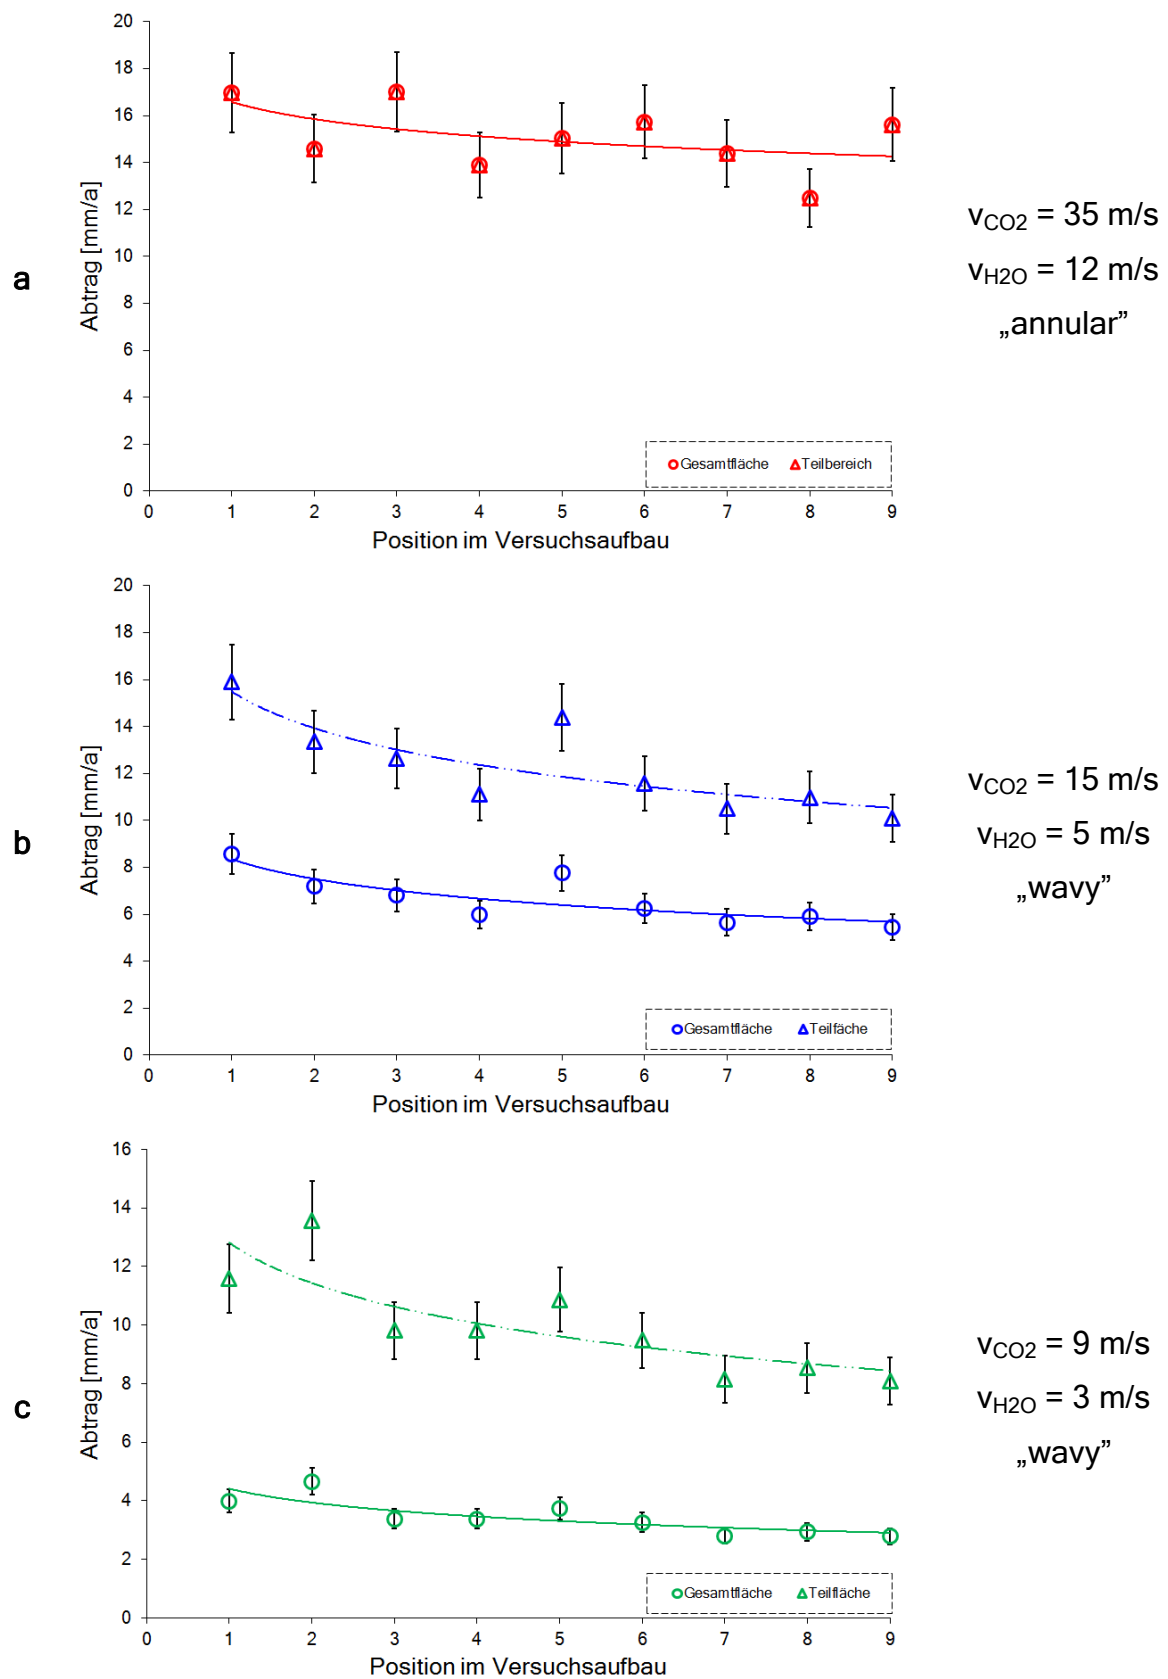 a
Abtrag [mm/a]
20
18
16
14
12
10
8
6
4
2
0
0 1 2 3 4 5 6 7 8 9
Position im Versuchsaufbau
Gesamtfläche Teilbereich
vCO2 = 35 m/s
vH2O = 12 m/s
„annular”
b
Abtrag [mm/a]
20
18
16
14
12
10
8
6
4
2
0
0 1 2 3 4 5 6 7 8 9
Position im Versuchsaufbau
Gesamtfläche Teilfäche
vCO2 = 15 m/s
vH2O = 5 m/s
„wavy”
c
Abtrag [mm/a]
16
14
12
10
8
6
4
2
0
0 1 2 3 4 5 6 7 8 9
Position im Versuchsaufbau
Gesamtfläche Teilfläche
vCO2 = 9 m/s
vH2O = 3 m/s
„wavy”